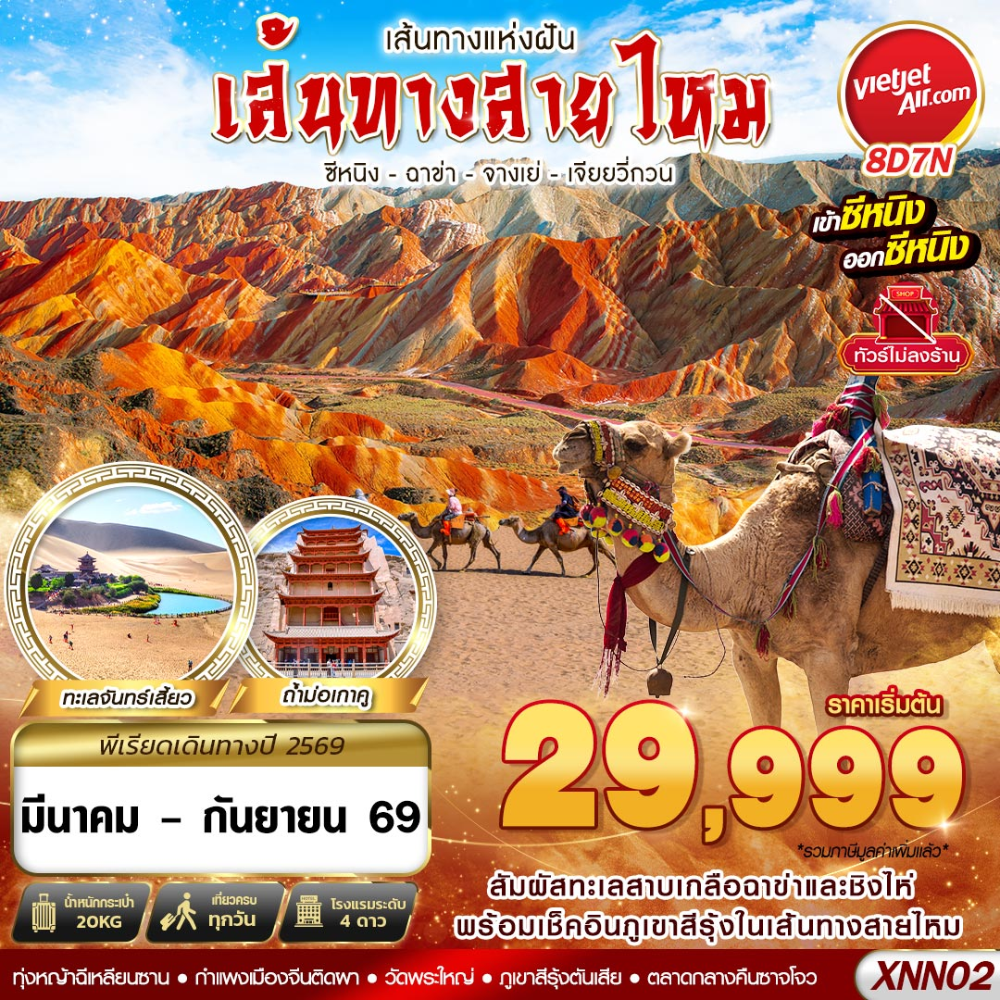 เส้นทางแห่งฝัน
เส้นทางสายไหม
ซีหนิง - ฉาข่า - จางเย่ - เจียยวี่กวน
vietjet
Air.com
8D7N
เข้าซีหนิง
ออกซีหนิง
SHOP
ทัวร์ไม่ลงร้าน
ทะเลจันทร์เสี้ยว
ถ้ำม่อเกาคู
พีเรียดเดินทางปี 2569
มีนาคม - กันยายน 69
ราคาเริ่มต้น
29,999
*รวมภาษีมูลค่าเพิ่มแล้ว*
น้ำหนักกระเป๋า
20KG
เที่ยวครบ
ทุกวัน
HOTEL
โรงแรมระดับ
4 ดาว
สัมผัสทะเลสาบเกลือฉาข่าและชิงไห่
พร้อมเช็คอินภูเขาสีรุ้งในเส้นทางสายไหม
ทุ่งหญ้าฉีเหลียนซาน ● กำแพงเมืองจีนติดผา ● วัดพระใหญ่ ● ภูเขาสีรุ้งตันเสีย ● ตลาดกลางคืนซาจโจว
XNN02